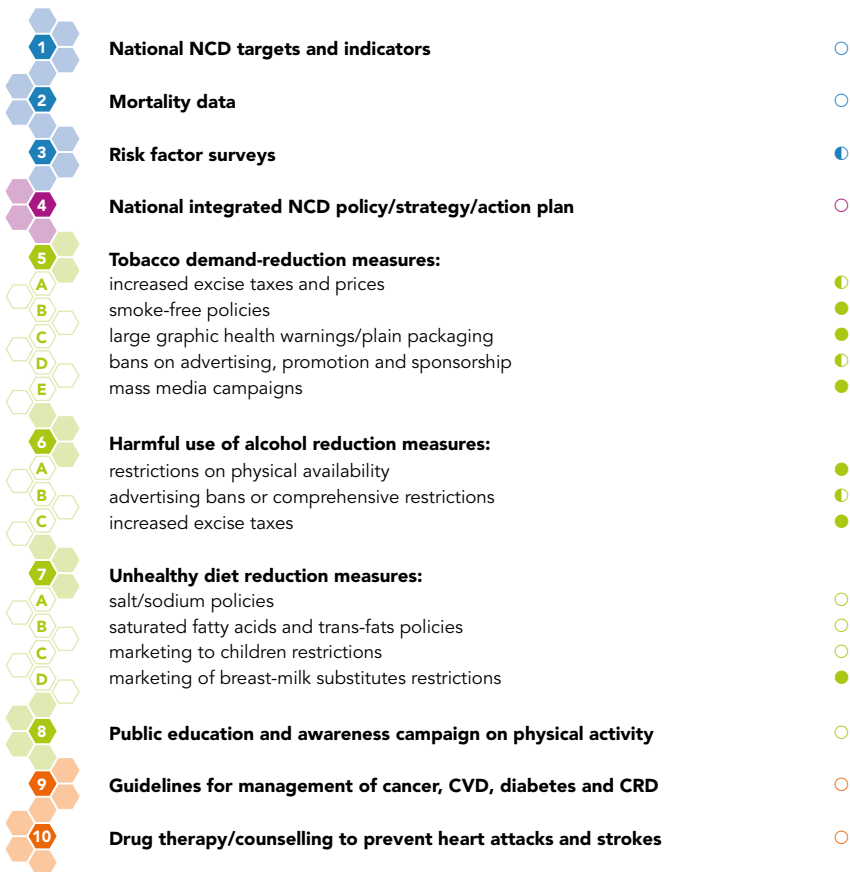 1 National NCD targets and indicators
2 Mortality data
3 Risk factor surveys
4 National integrated NCD policy/strategy/action plan
5 Tobacco demand-reduction measures:
A increased excise taxes and prices
B smoke-free policies
C large graphic health warnings/plain packaging
D bans on advertising, promotion and sponsorship
E mass media campaigns
6 Harmful use of alcohol reduction measures:
A restrictions on physical availability
B advertising bans or comprehensive restrictions
C increased excise taxes
7 Unhealthy diet reduction measures:
A salt/sodium policies
B saturated fatty acids and trans-fats policies
C marketing to children restrictions
D marketing of breast-milk substitutes restrictions
8 Public education and awareness campaign on physical activity
9 Guidelines for management of cancer, CVD, diabetes and CRD
10 Drug therapy/counselling to prevent heart attacks and strokes